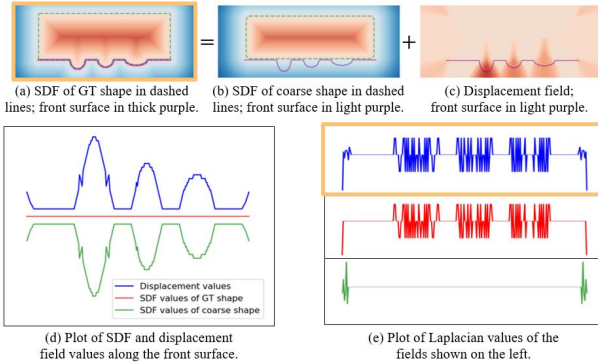 (a) SDF of GT shape in dashed
lines; front surface in thick purple.
=
(b) SDF of coarse shape in dashed
lines; front surface in light purple.
+
(c) Displacement field;
front surface in light purple.
Displacement values
SDF values of GT shape
SDF values of coarse shape
(d) Plot of SDF and displacement
field values along the front surface.
(e) Plot of Laplacian values of the
fields shown on the left.